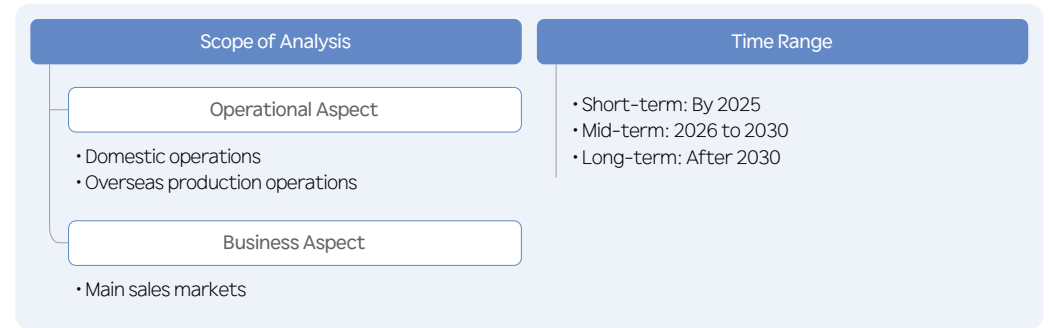 Scope of Analysis
Operational Aspect
• Domestic operations
• Overseas production operations
Business Aspect
• Main sales markets
Time Range
• Short-term: By 2025
• Mid-term: 2026 to 2030
• Long-term: After 2030